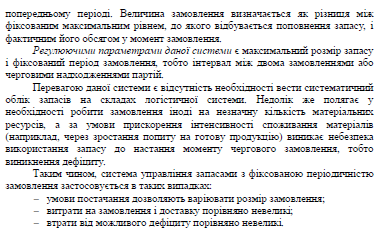 попередньому періоді. Величина замовлення визначається як різниця між
фіксованим максимальним рівнем, до якого відбувається поповнення запасу, і
фактичним його обсягом у момент замовлення.
Регулюючими параметрами даної системи є максимальний розмір запасу
і фіксований період замовлення, тобто інтервал між двома замовленнями або
черговими надходженнями партій.
Перевагою даної системи є відсутність необхідності вести систематичний
облік запасів на складах логістичної системи. Недолік же полягає у
необхідності робити замовлення іноді на незначну кількість матеріальних
ресурсів, а за умови прискорення інтенсивності споживання матеріалів
(наприклад, через зростання попиту на готову продукцію) виникає небезпека
використання запасу до настання моменту чергового замовлення, тобто
виникнення дефіциту.
Таким чином, система управління запасами з фіксованою періодичністю
замовлення застосовується в таких випадках:
– умови постачання дозволяють варіювати розміром замовлення;
– витрати на замовлення і доставку порівняно невеликі;
– втрати від можливого дефіциту порівняно невеликі.